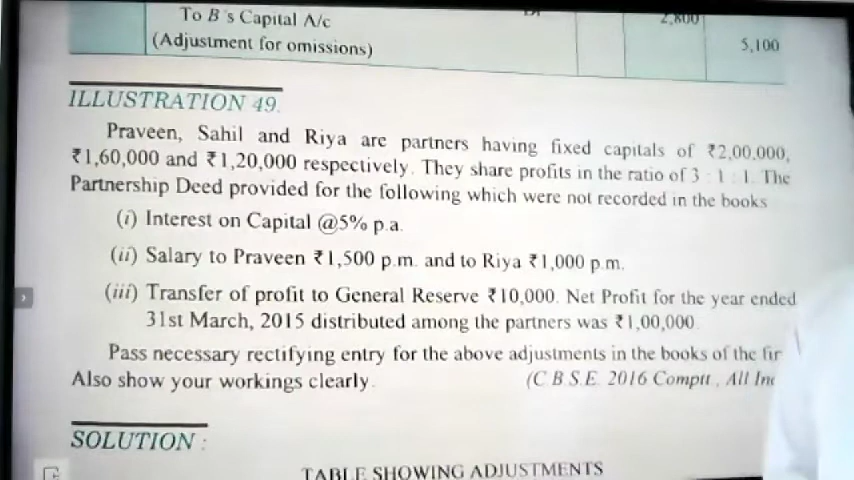 To B's Capital A/c
2,800
(Adjustment for omissions)
5,100
ILLUSTRATION 49.
Praveen, Sahil and Riya are partners having fixed capitals of ₹2,00,000,
₹1,60,000 and ₹1,20,000 respectively. They share profits in the ratio of 3 : 1 : 1. The
Partnership Deed provided for the following which were not recorded in the books
(i) Interest on Capital @5% p.a.
(ii) Salary to Praveen ₹1,500 p.m. and to Riya ₹1,000 p.m.
(iii) Transfer of profit to General Reserve ₹10,000. Net Profit for the year ended
31st March, 2015 distributed among the partners was ₹1,00,000.
Pass necessary rectifying entry for the above adjustments in the books of the
Also show your workings clearly.
(C.B.S.E. 2016 Comptt., All
SOLUTION :
TABLE SHOWING ADJUSTMENTS